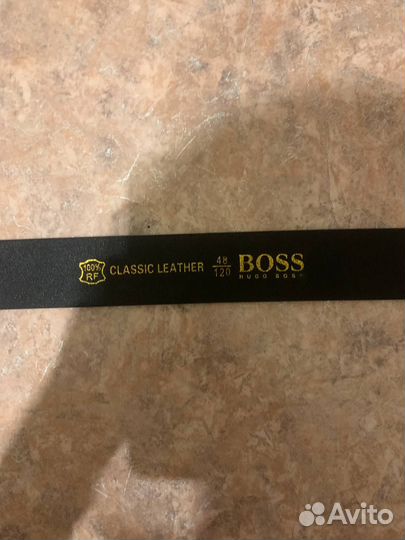 100%
RF
CLASSIC LEATHER
48
120
BOSS
HUGO BOSS
Avito